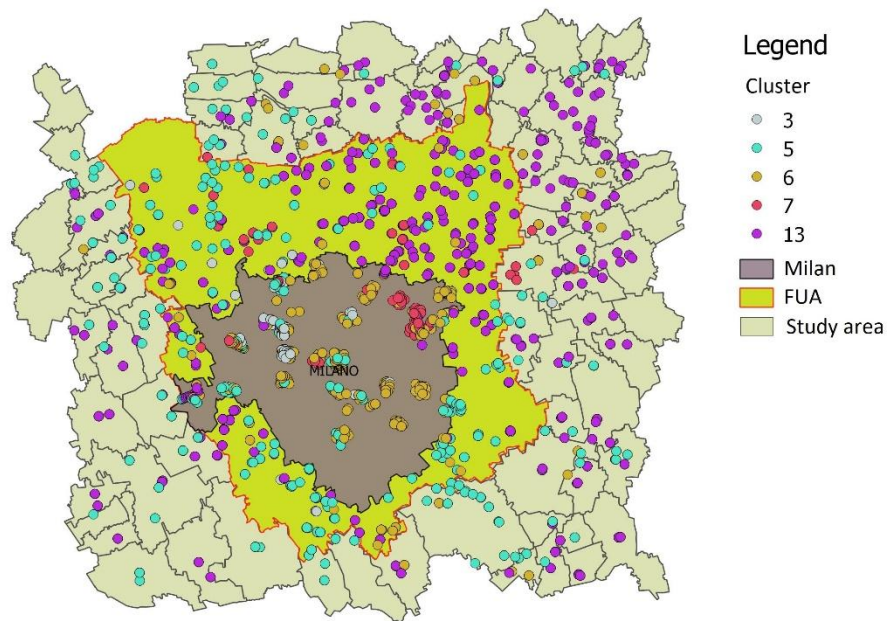 Legend
Cluster
3
5
6
7
13
Milan
FUA
Study area
MILANO